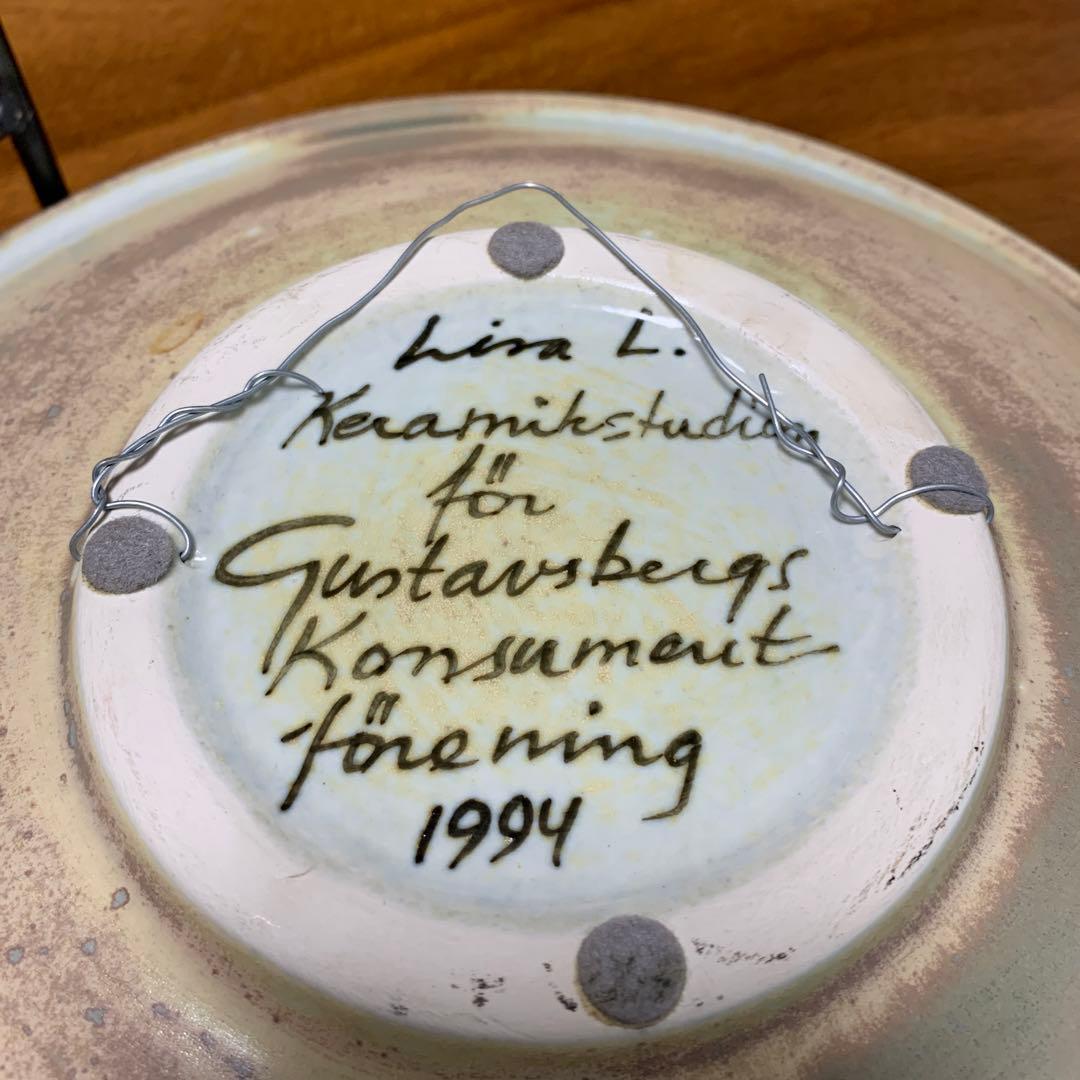 Lisa L.
Keramikstudion
för
Gustavsbergs
Konsument
förening
1994